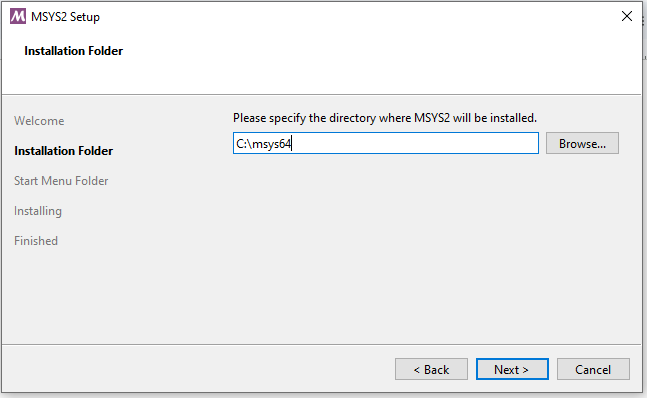 MSYS2 Setup
Installation Folder
Welcome
Installation Folder
Start Menu Folder
Installing
Finished
Please specify the directory where MSYS2 will be installed.
C:\msys64
Browse...
< Back
Next >
Cancel